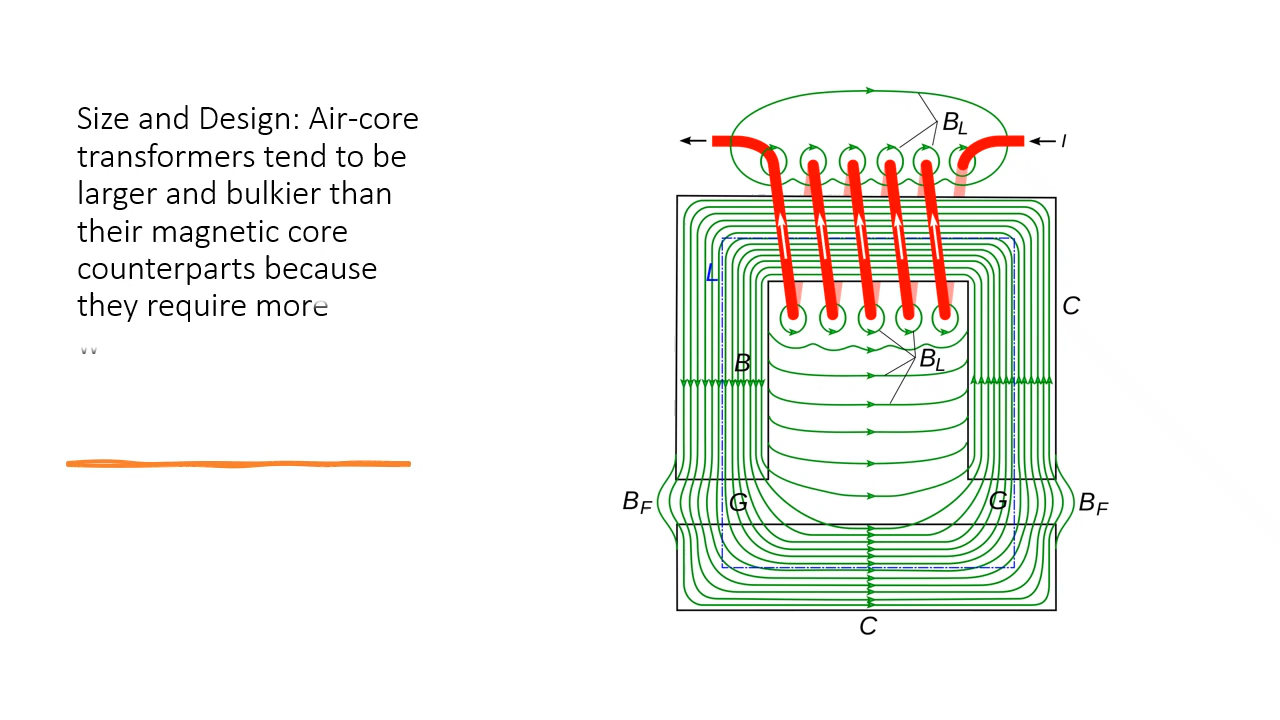 Size and Design: Air-core
transformers tend to be
larger and bulkier than
their magnetic core
counterparts because
they require more
B_L
I
L
C
B
B_L
B_F
G
G
B_F
C